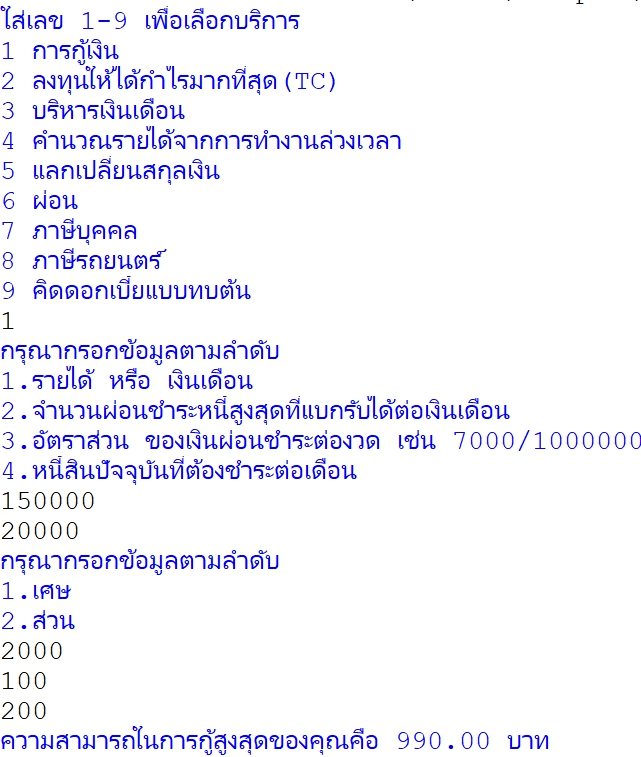 ใส่เลข 1-9 เพื่อเลือกบริการ
1 การกู้เงิน
2 ลงทุนให้ได้กำไรมากที่สุด(TC)
3 บริหารเงินเดือน
4 คำนวณรายได้จากการทำงานล่วงเวลา
5 แลกเปลี่ยนสกุลเงิน
6 ผ่อน
7 ภาษีบุคคล
8 ภาษีรถยนตร์
9 คิดดอกเบี้ยแบบทบต้น
1
กรุณากรอกข้อมูลตามลำดับ
1.รายได้ หรือ เงินเดือน
2.จำนวนผ่อนชำระหนี้สูงสุดที่แบกรับได้ต่อเงินเดือน
3.อัตราส่วน ของเงินผ่อนชำระต่องวด เช่น 7000/1000000
4.หนี้สินปัจจุบันที่ต้องชำระต่อเดือน
150000
20000
กรุณากรอกข้อมูลตามลำดับ
1.เศษ
2.ส่วน
2000
100
200
ความสามารถในการกู้สูงสุดของคุณคือ 990.00 บาท